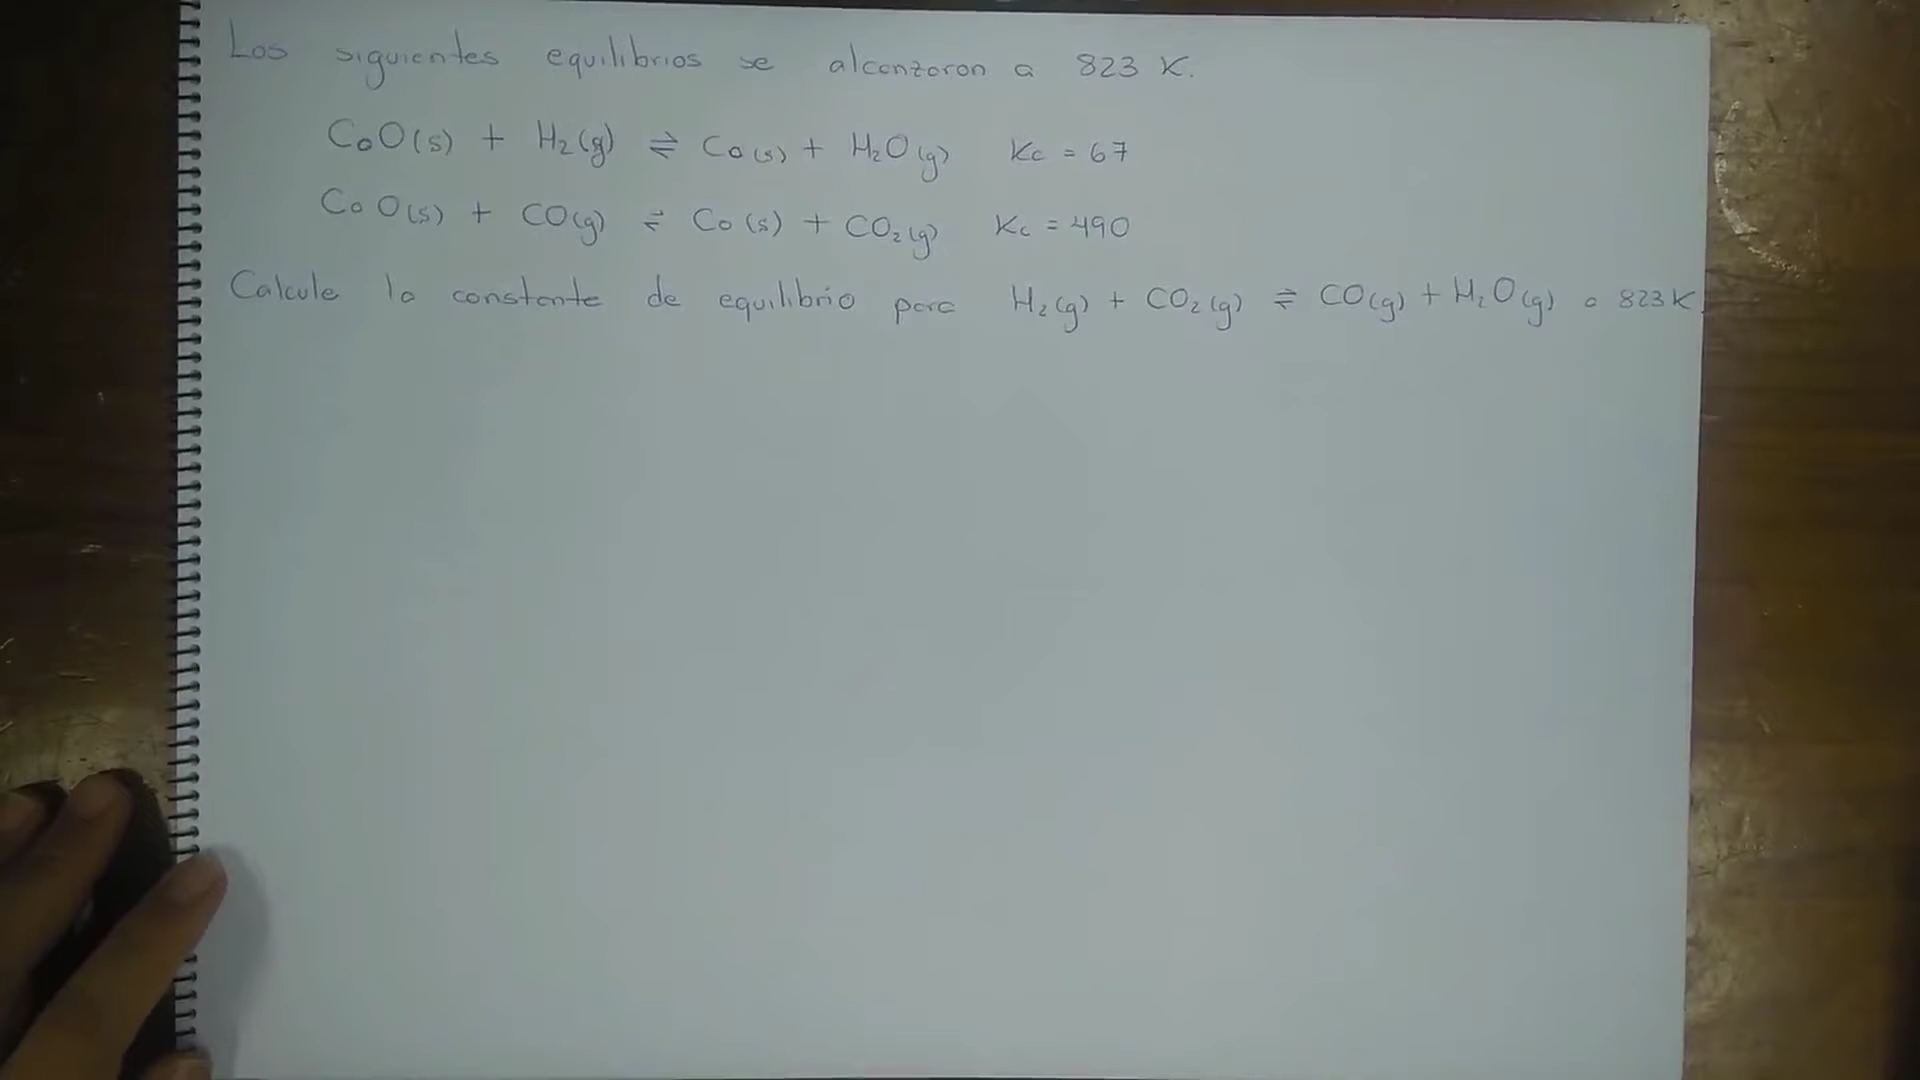 Los siguientes equilibrios se alcanzaron a 823 K.
CoO(s) + H₂(g) ⇌ Co(s) + H₂O(g) Kc = 67
CoO(s) + CO(g) ⇌ Co(s) + CO₂(g) Kc = 490
Calcule la constante de equilibrio para H₂(g) + CO₂(g) ⇌ CO(g) + H₂O(g) a 823 K.